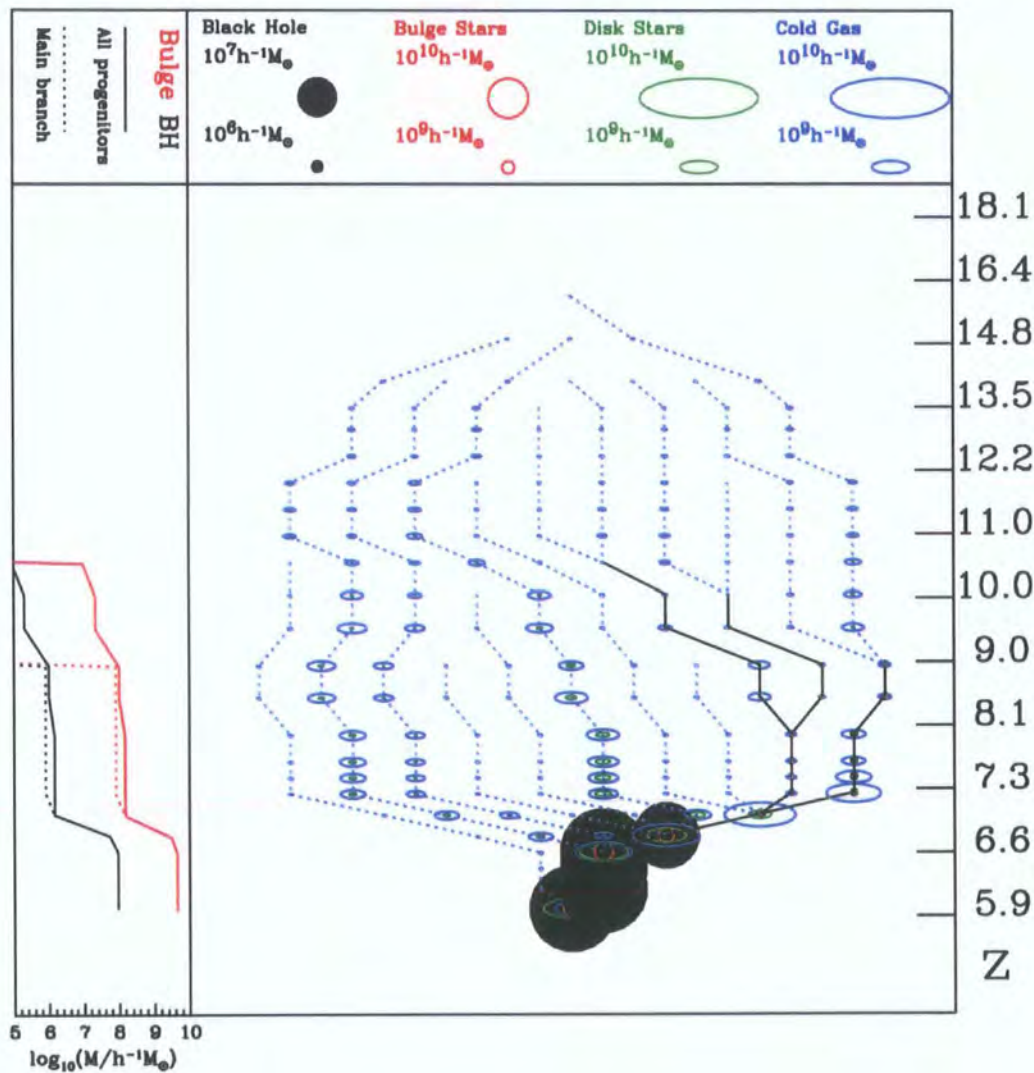 Bulge BH
All progenitors
Main branch
Black Hole
10⁷h⁻¹M⊙
10⁶h⁻¹M⊙
Bulge Stars
10¹⁰h⁻¹M⊙
10⁹h⁻¹M⊙
Disk Stars
10¹⁰h⁻¹M⊙
10⁹h⁻¹M⊙
Cold Gas
10¹⁰h⁻¹M⊙
10⁹h⁻¹M⊙
18.1
16.4
14.8
13.5
12.2
11.0
10.0
9.0
8.1
7.3
6.6
5.9
Z
5 6 7 8 9 10
log₁₀(M/h⁻¹M⊙)